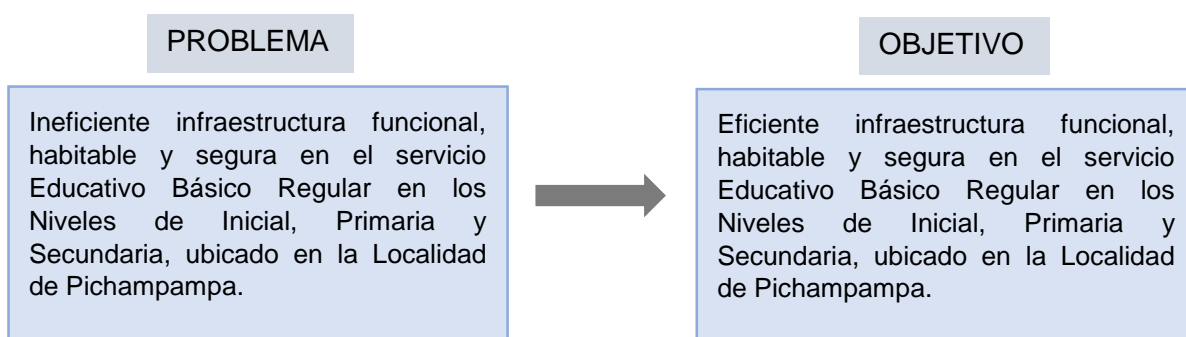 PROBLEMA
Ineficiente infraestructura funcional,
habitable y segura en el servicio
Educativo Básico Regular en los
Niveles de Inicial, Primaria y
Secundaria, ubicado en la Localidad
de Pichampampa.
OBJETIVO
Eficiente infraestructura funcional,
habitable y segura en el servicio
Educativo Básico Regular en los
Niveles de Inicial, Primaria y
Secundaria, ubicado en la Localidad
de Pichampampa.